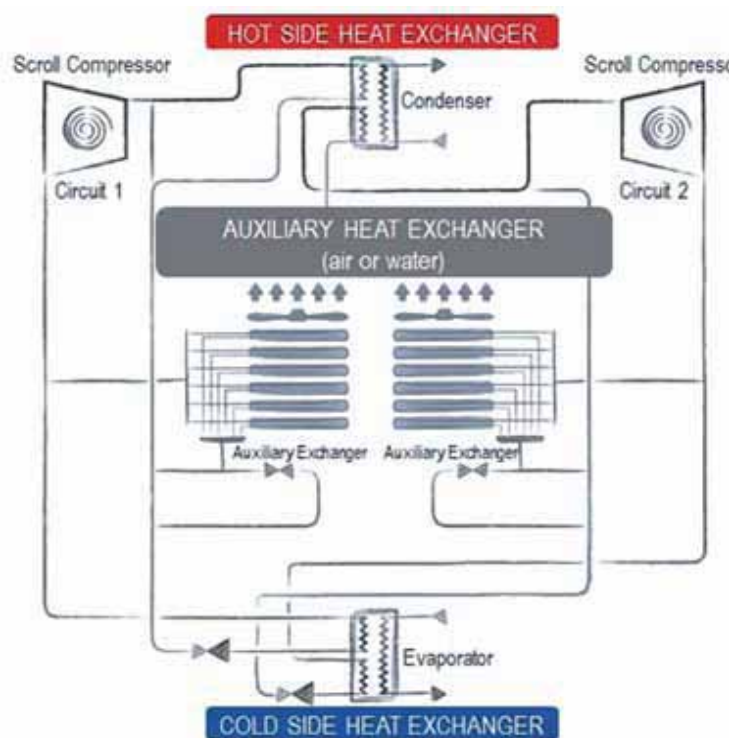 HOT SIDE HEAT EXCHANGER
Scroll Compressor
Scroll Compresso
Condenser
Circuit 1
Circuit 2
AUXILIARY HEAT EXCHANGER
(air or water)
Auxiliary Exchanger
Auxiliary Exchanger
Evaporator
COLD SIDE HEAT EXCHANGER